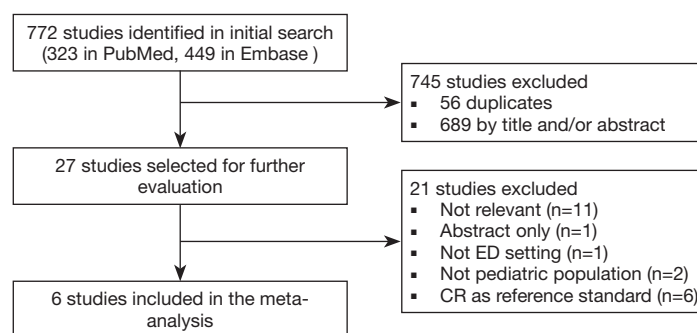 772 studies identified in initial search
(323 in PubMed, 449 in Embase )
745 studies excluded
▪ 56 duplicates
▪ 689 by title and/or abstract
27 studies selected for further
evaluation
21 studies excluded
▪ Not relevant (n=11)
▪ Abstract only (n=1)
▪ Not ED setting (n=1)
▪ Not pediatric population (n=2)
▪ CR as reference standard (n=6)
6 studies included in the meta-
analysis